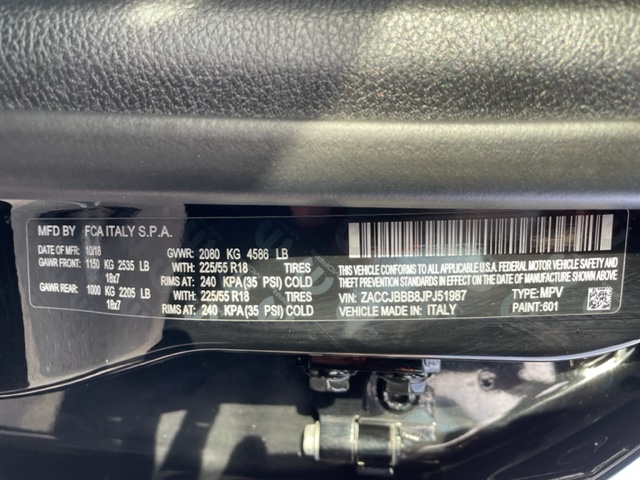 MFD BY FCA ITALY S.P.A.
DATE OF MFR: 10/18 GVWR: 2080 KG 4586 LB
GAWR FRONT: 1150 KG 2535 LB WITH: 225/55 R18 TIRES
18x7 RIMS AT: 240 KPA(35 PSI) COLD
GAWR REAR: 1000 KG 2205 LB WITH: 225/55 R18 TIRES
18x7 RIMS AT: 240 KPA(35 PSI) COLD
THIS VEHICLE CONFORMS TO ALL APPLICABLE U.S. FEDERAL MOTOR VEHICLE SAFETY
AND THEFT PREVENTION STANDARDS IN EFFECT ON THE DATE OF MANUFACTURE SHOWN ABOVE.
VIN: ZACCJBBB8JPJ51987 TYPE: MPV
VEHICLE MADE IN: ITALY PAINT: 601